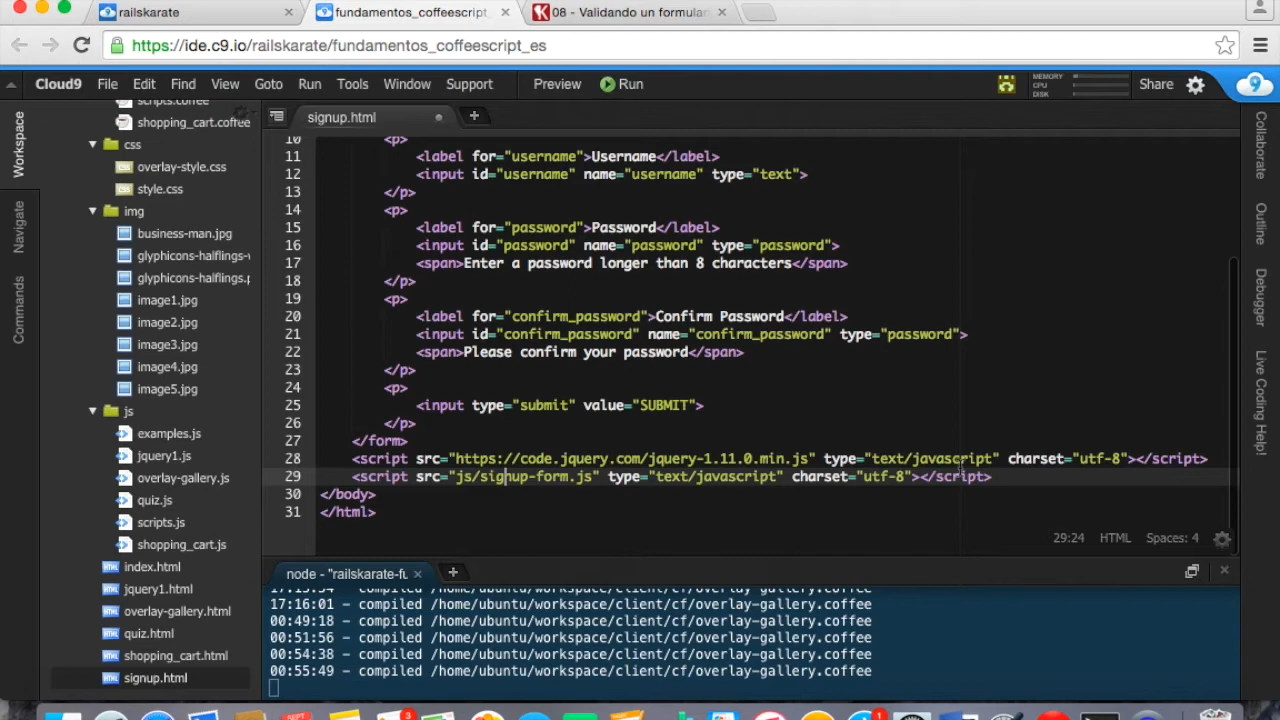 railskarate
fundamentos_coffeescript_
08 - Validando un formular
https://ide.c9.io/railskarate/fundamentos_coffeescript_es
Cloud9 File Edit Find View Goto Run Tools Window Support Preview Run
MEMORY
CPU
DISK
Share
Workspace
Navigate
Commands
scripts.coffee
shopping_cart.coffee
css
overlay-style.css
style.css
img
business-man.jpg
glyphicons-halflings-
glyphicons-halflings.p
image1.jpg
image2.jpg
image3.jpg
image4.jpg
image5.jpg
js
examples.js
jquery1.js
overlay-gallery.js
quiz.js
scripts.js
shopping_cart.js
index.html
jquery1.html
overlay-gallery.html
quiz.html
shopping_cart.html
signup.html
signup.html
10 <p>
11 <label for="username">Username</label>
12 <input id="username" name="username" type="text">
13 </p>
14 <p>
15 <label for="password">Password</label>
16 <input id="password" name="password" type="password">
17 <span>Enter a password longer than 8 characters</span>
18 </p>
19 <p>
20 <label for="confirm_password">Confirm Password</label>
21 <input id="confirm_password" name="confirm_password" type="password">
22 <span>Please confirm your password</span>
23 </p>
24 <p>
25 <input type="submit" value="SUBMIT">
26 </p>
27 </form>
28 <script src="https://code.jquery.com/jquery-1.11.0.min.js" type="text/javascript" charset="utf-8"></script>
29 <script src="js/signup-form.js" type="text/javascript" charset="utf-8"></script>
30 </body>
31 </html>
29:24 HTML Spaces: 4
node - "railskarate-fu
17:16:01 - compiled /home/ubuntu/workspace/client/cf/overlay-gallery.coffee
00:49:18 - compiled /home/ubuntu/workspace/client/cf/overlay-gallery.coffee
00:51:56 - compiled /home/ubuntu/workspace/client/cf/overlay-gallery.coffee
00:54:38 - compiled /home/ubuntu/workspace/client/cf/overlay-gallery.coffee
00:55:49 - compiled /home/ubuntu/workspace/client/cf/overlay-gallery.coffee
Collaborate
Outline
Debugger
Live Coding Help!
SEPT
3
1